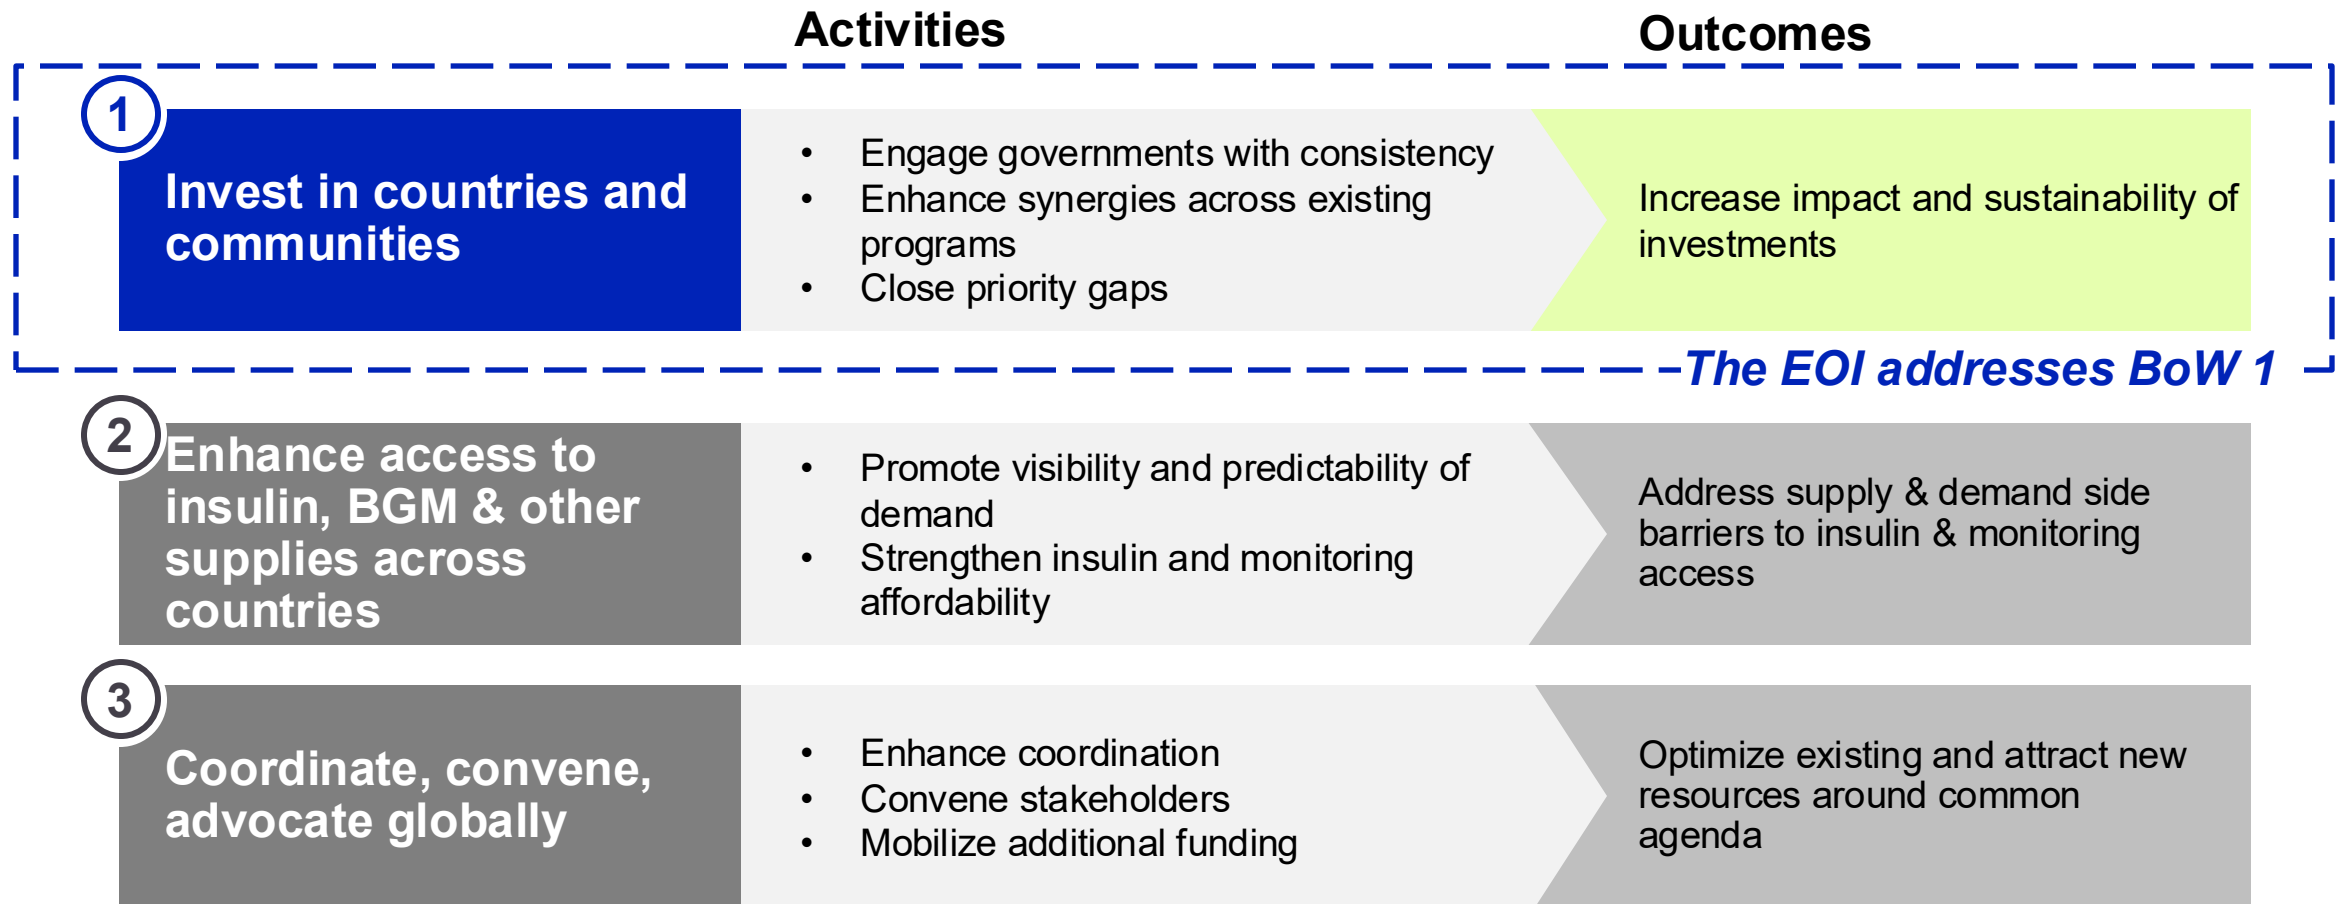 Activities
Outcomes
1
Invest in countries and
communities
• Engage governments with consistency
• Enhance synergies across existing
programs
• Close priority gaps
Increase impact and sustainability of
investments
The EOI addresses BoW 1
2
Enhance access to
insulin, BGM & other
supplies across
countries
• Promote visibility and predictability of
demand
• Strengthen insulin and monitoring
affordability
Address supply & demand side
barriers to insulin & monitoring
access
3
Coordinate, convene,
advocate globally
• Enhance coordination
• Convene stakeholders
• Mobilize additional funding
Optimize existing and attract new
resources around common
agenda